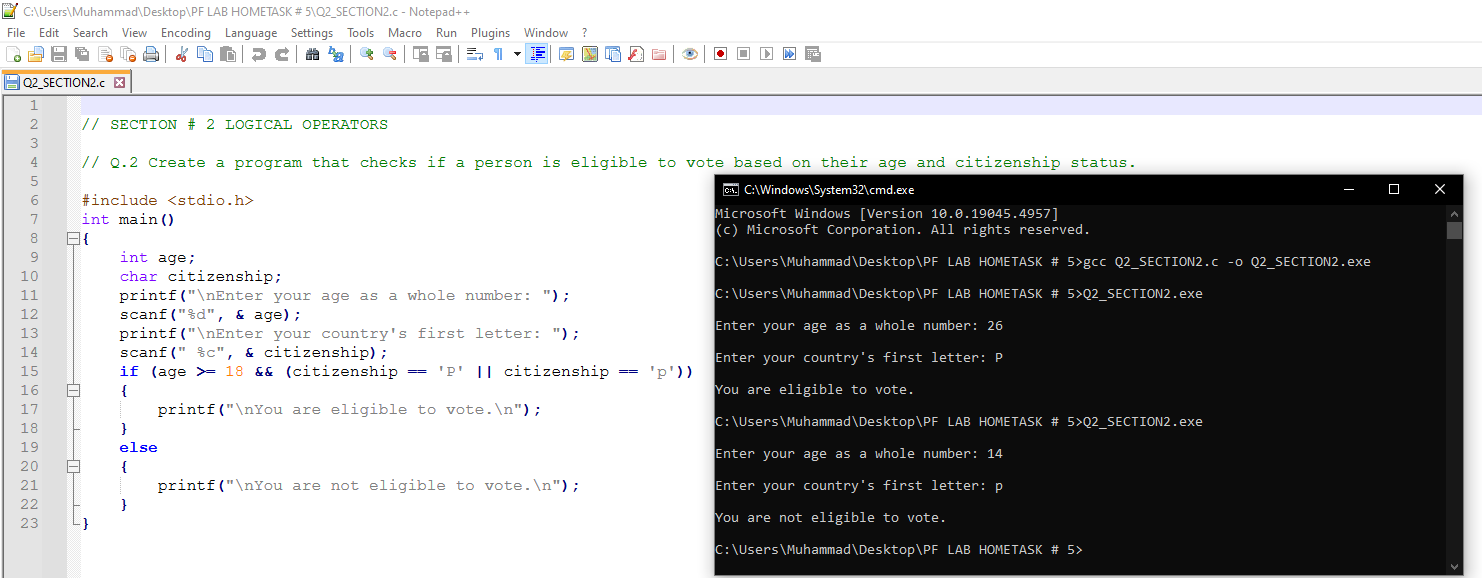 C:\Users\Muhammad\Desktop\PF LAB HOMETASK # 5\Q2_SECTION2.c - Notepad++
File Edit Search View Encoding Language Settings Tools Macro Run Plugins Window ?
Q2_SECTION2.c
1
2 // SECTION # 2 LOGICAL OPERATORS
3
4 // Q.2 Create a program that checks if a person is eligible to vote based on their age and citizenship status.
5
6 #include <stdio.h>
7 int main()
8 {
9 int age;
10 char citizenship;
11 printf("\nEnter your age as a whole number: ");
12 scanf("%d", & age);
13 printf("\nEnter your country's first letter: ");
14 scanf(" %c", & citizenship);
15 if (age >= 18 && (citizenship == 'P' || citizenship == 'p'))
16 {
17 printf("\nYou are eligible to vote.\n");
18 }
19 else
20 {
21 printf("\nYou are not eligible to vote.\n");
22 }
23 }
C:\Windows\System32\cmd.exe
Microsoft Windows [Version 10.0.19045.4957]
(c) Microsoft Corporation. All rights reserved.
C:\Users\Muhammad\Desktop\PF LAB HOMETASK # 5>gcc Q2_SECTION2.c -o Q2_SECTION2.exe
C:\Users\Muhammad\Desktop\PF LAB HOMETASK # 5>Q2_SECTION2.exe
Enter your age as a whole number: 26
Enter your country's first letter: P
You are eligible to vote.
C:\Users\Muhammad\Desktop\PF LAB HOMETASK # 5>Q2_SECTION2.exe
Enter your age as a whole number: 14
Enter your country's first letter: p
You are not eligible to vote.
C:\Users\Muhammad\Desktop\PF LAB HOMETASK # 5>